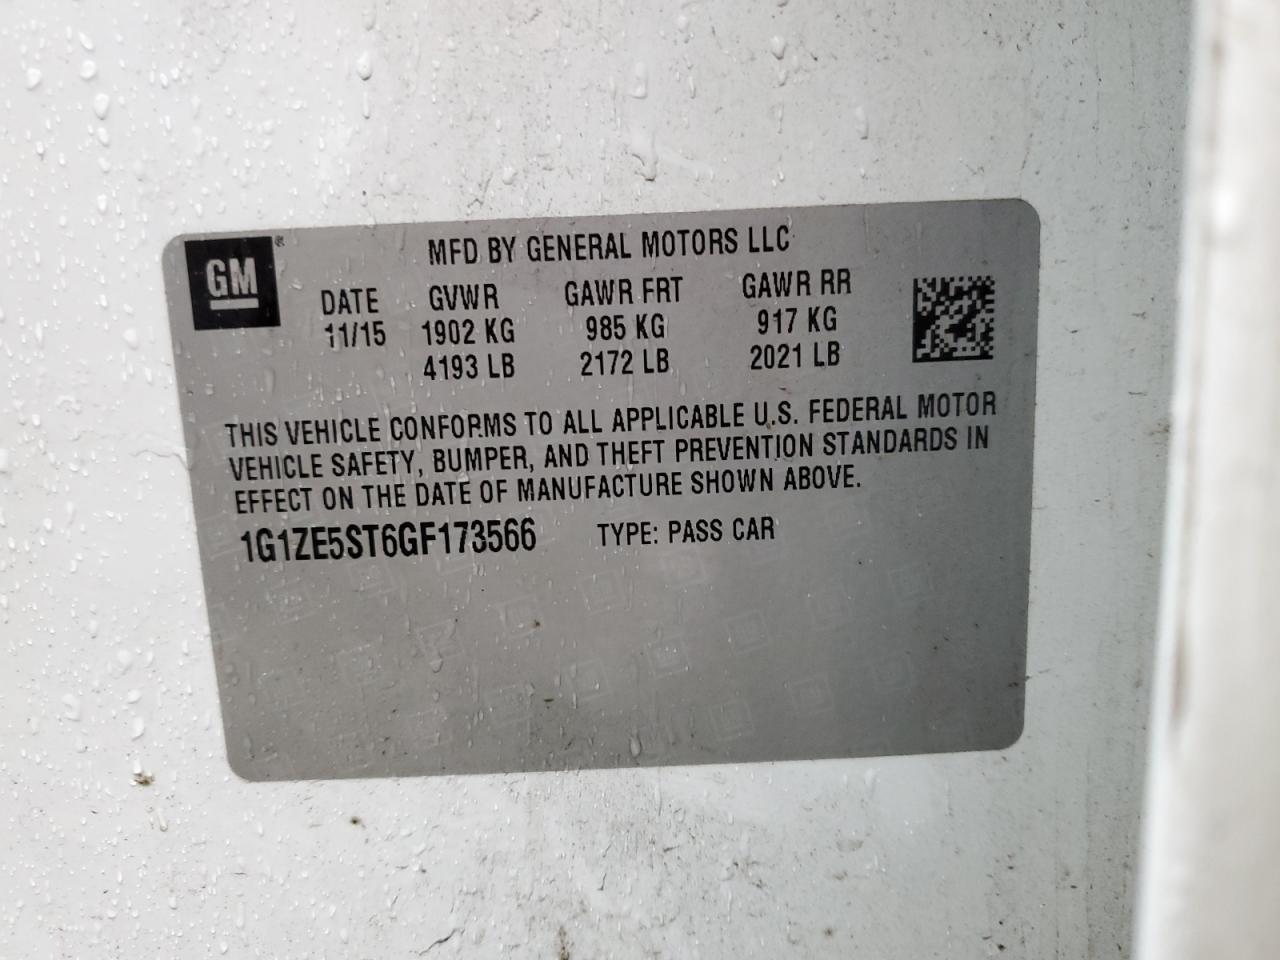 GM® MFD BY GENERAL MOTORS LLC
DATE GVWR GAWR FRT GAWR RR
11/15 1902 KG 985 KG 917 KG
4193 LB 2172 LB 2021 LB
THIS VEHICLE CONFORMS TO ALL APPLICABLE U.S. FEDERAL MOTOR
VEHICLE SAFETY, BUMPER, AND THEFT PREVENTION STANDARDS IN
EFFECT ON THE DATE OF MANUFACTURE SHOWN ABOVE.
1G1ZE5ST6GF173566 TYPE: PASS CAR